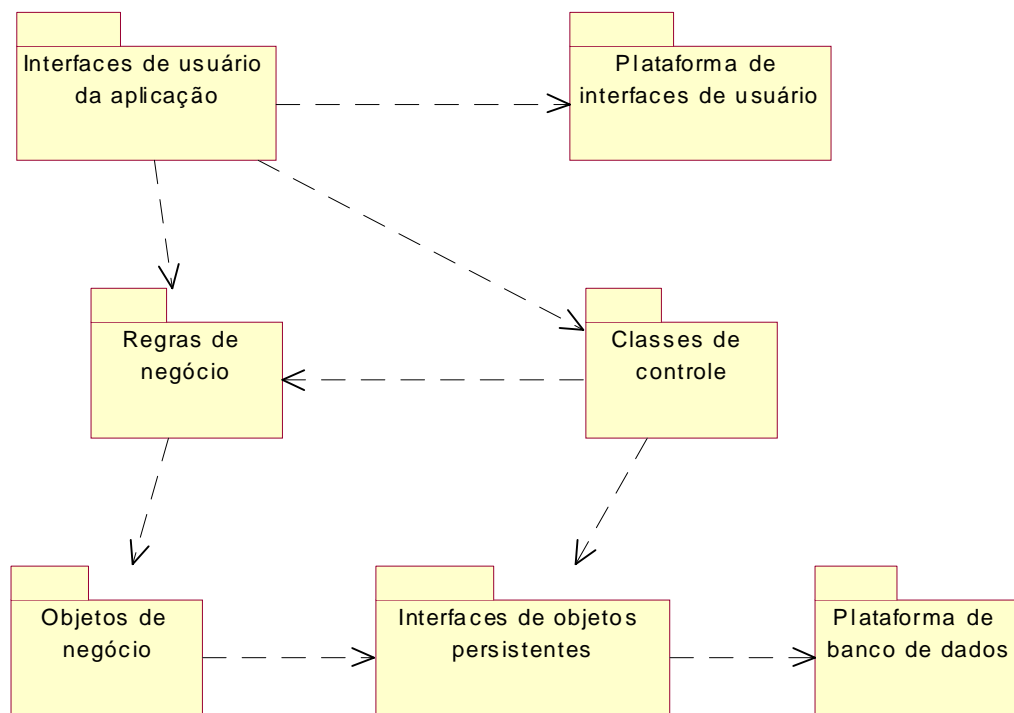 Interfaces de usuário
da aplicação
Plataforma de
interfaces de usuário
Regras de
negócio
Classes de
controle
Objetos de
negócio
Interfaces de objetos
persistentes
Plataforma de
banco de dados